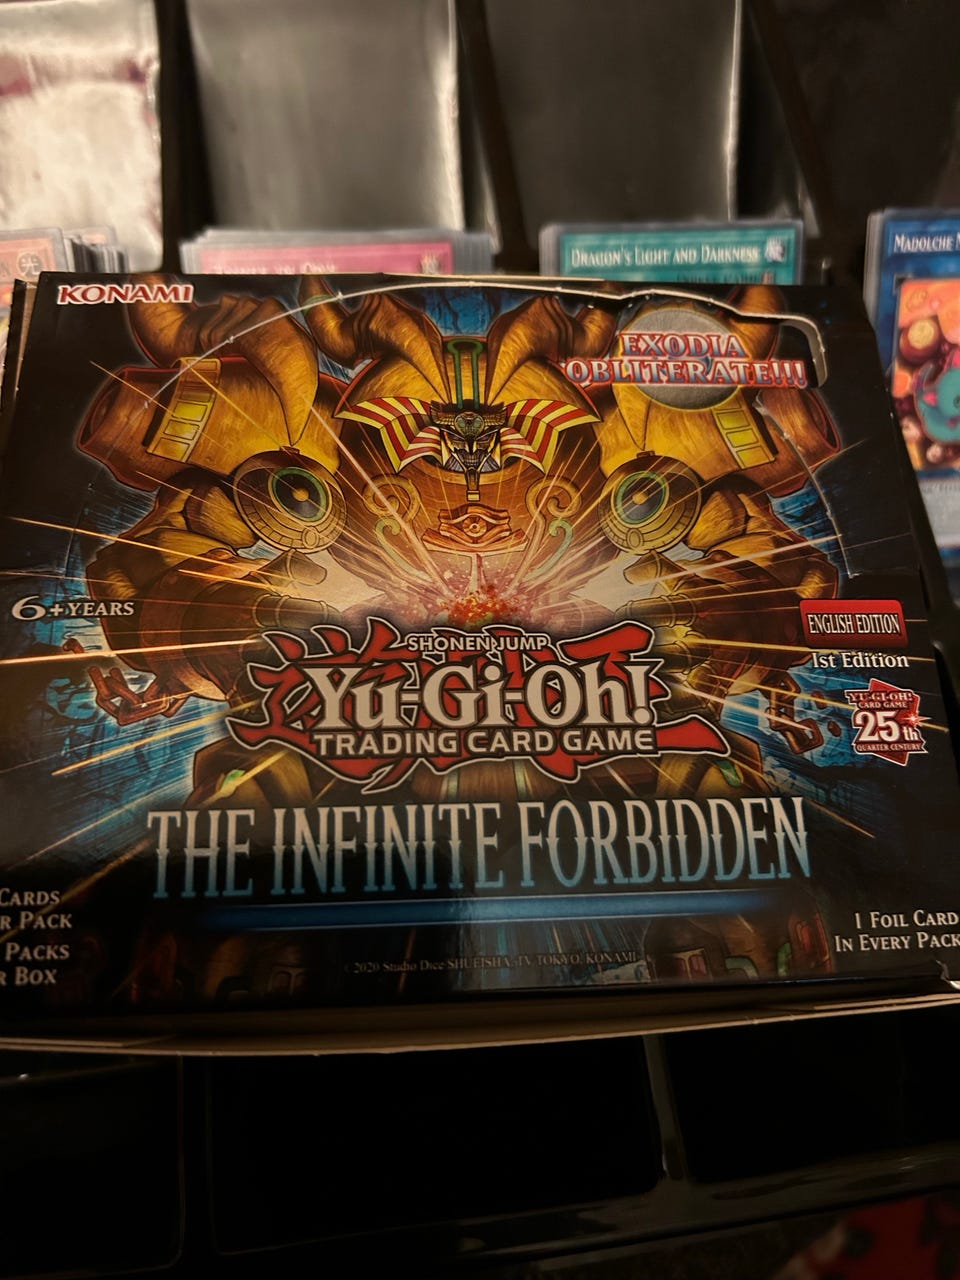 DRAGON'S LIGHT AND DARKNESS
MADOLCHE
KONAMI
EXODIA
OBLITERATE!!!
6+YEARS
ENGLISH EDITION
1st Edition
SHONEN JUMP
Yu-Gi-Oh!
TRADING CARD GAME
YU-GI-OH!
CARD GAME
25th
QUARTER CENTURY
THE INFINITE FORBIDDEN
CARDS
R PACK
PACKS
R BOX
1 FOIL CARD
IN EVERY PACK
2020 Studio Dice/SHUEISHA, TV TOKYO, KONAMI